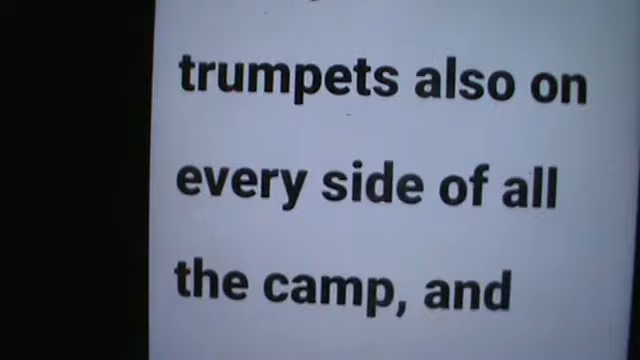 trumpets also on
every side of all
the camp, and